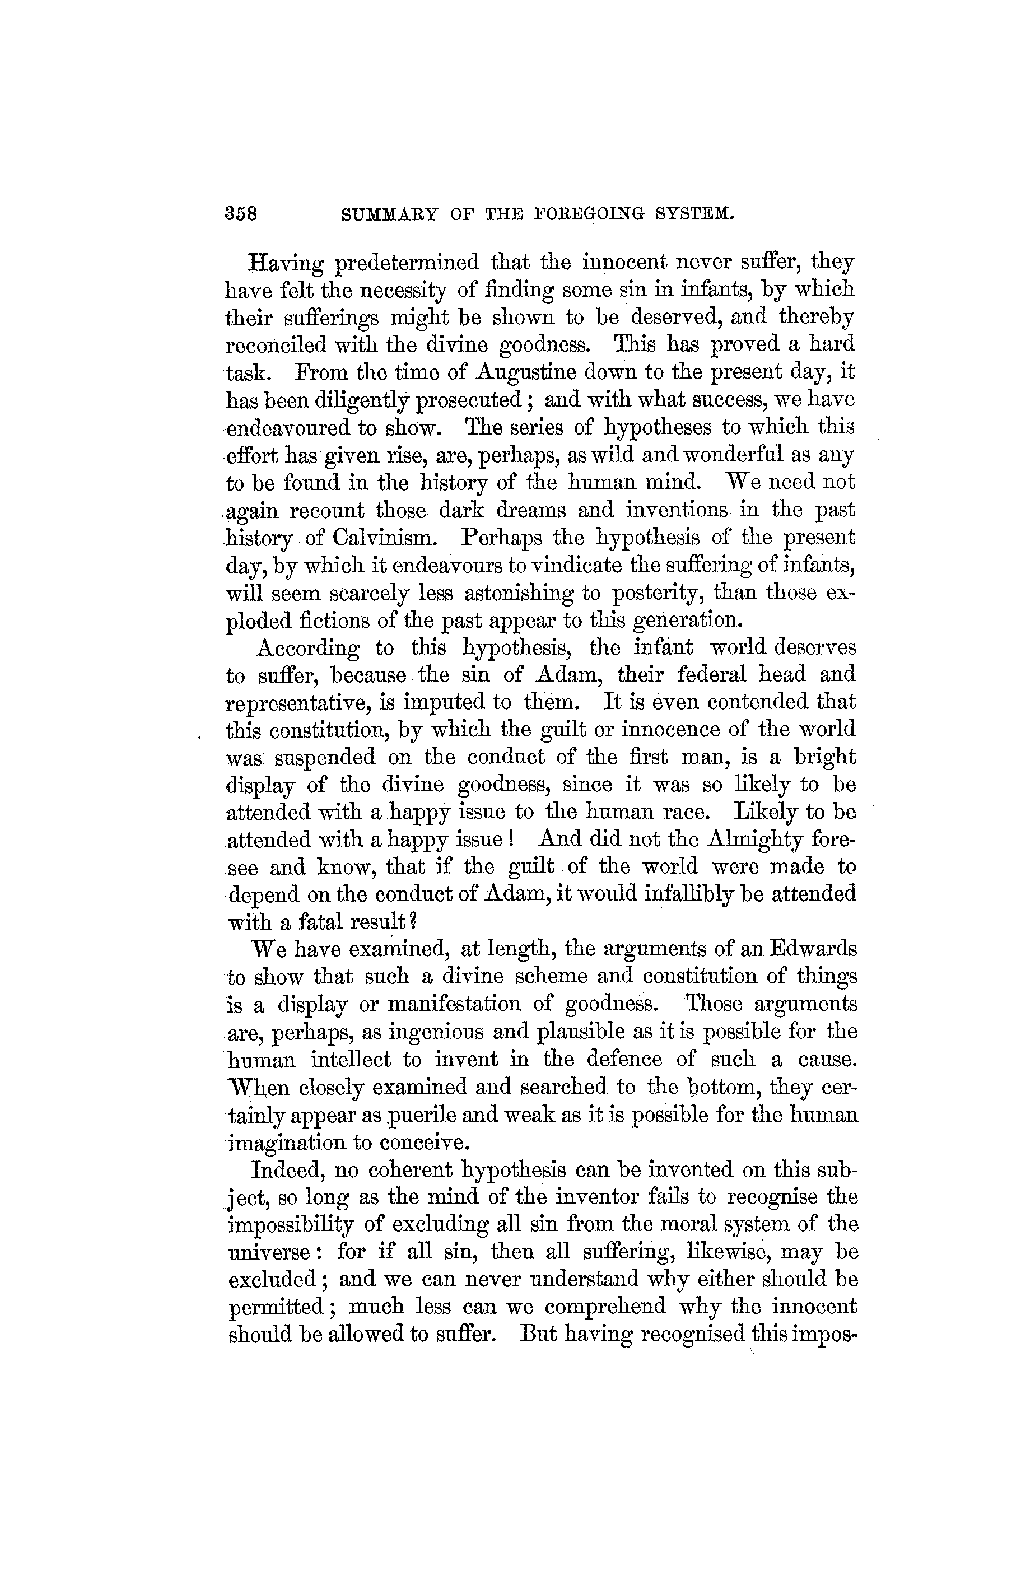 358 SUMMARY OF THE FOREGOING SYSTEM.
Having predetermined that the innocent never suffer, they
have felt the necessity of finding some sin in infants, by which
their sufferings might be shown to be deserved, and thereby
reconciled with the divine goodness. This has proved a hard
task. From the time of Augustine down to the present day, it
has been diligently prosecuted; and with what success, we have
endeavoured to show. The series of hypotheses to which this
effort has given rise, are, perhaps, as wild and wonderful as any
to be found in the history of the human mind. We need not
again recount those dark dreams and inventions in the past
history of Calvinism. Perhaps the hypothesis of the present
day, by which it endeavours to vindicate the suffering of infants,
will seem scarcely less astonishing to posterity, than those ex-
ploded fictions of the past appear to this generation.
According to this hypothesis, the infant world deserves
to suffer, because the sin of Adam, their federal head and
representative, is imputed to them. It is even contended that
this constitution, by which the guilt or innocence of the world
was suspended on the conduct of the first man, is a bright
display of the divine goodness, since it was so likely to be
attended with a happy issue to the human race. Likely to be
attended with a happy issue! And did not the Almighty fore-
see and know, that if the guilt of the world were made to
depend on the conduct of Adam, it would infallibly be attended
with a fatal result?
We have examined, at length, the arguments of an Edwards
to show that such a divine scheme and constitution of things
is a display or manifestation of goodness. Those arguments
are, perhaps, as ingenious and plausible as it is possible for the
human intellect to invent in the defence of such a cause.
When closely examined and searched to the bottom, they cer-
tainly appear as puerile and weak as it is possible for the human
imagination to conceive.
Indeed, no coherent hypothesis can be invented on this sub-
ject, so long as the mind of the inventor fails to recognise the
impossibility of excluding all sin from the moral system of the
universe: for if all sin, then all suffering, likewise, may be
excluded; and we can never understand why either should be
permitted; much less can we comprehend why the innocent
should be allowed to suffer. But having recognised this impos-